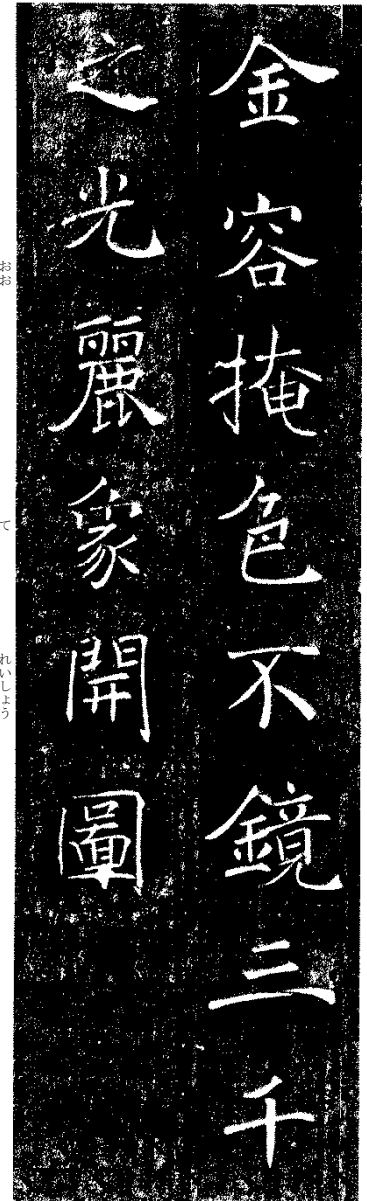 金容掩色不鏡三千
之光麗象開圖
おお
て
れいしょう